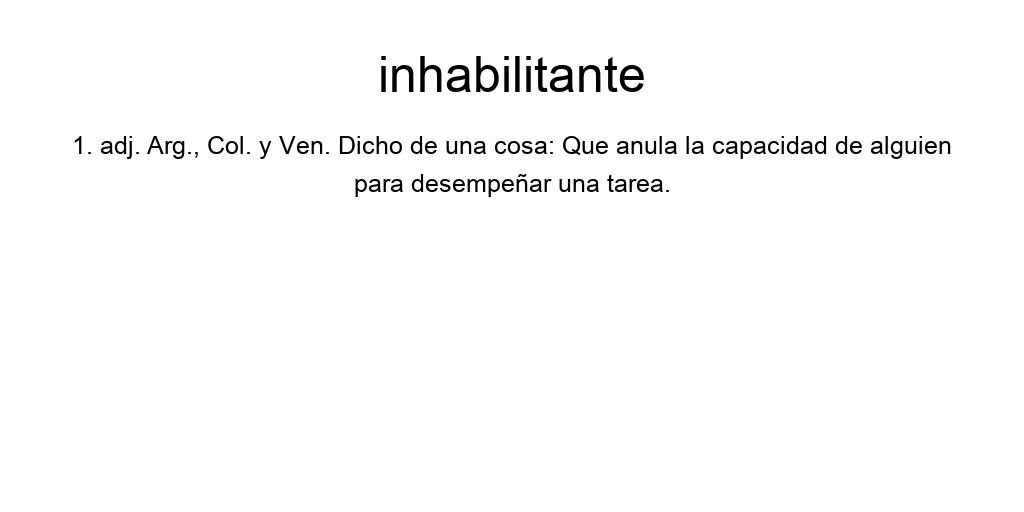 inhabilitante
1. adj. Arg., Col. y Ven. Dicho de una cosa: Que anula la capacidad de alguien
para desempeñar una tarea.